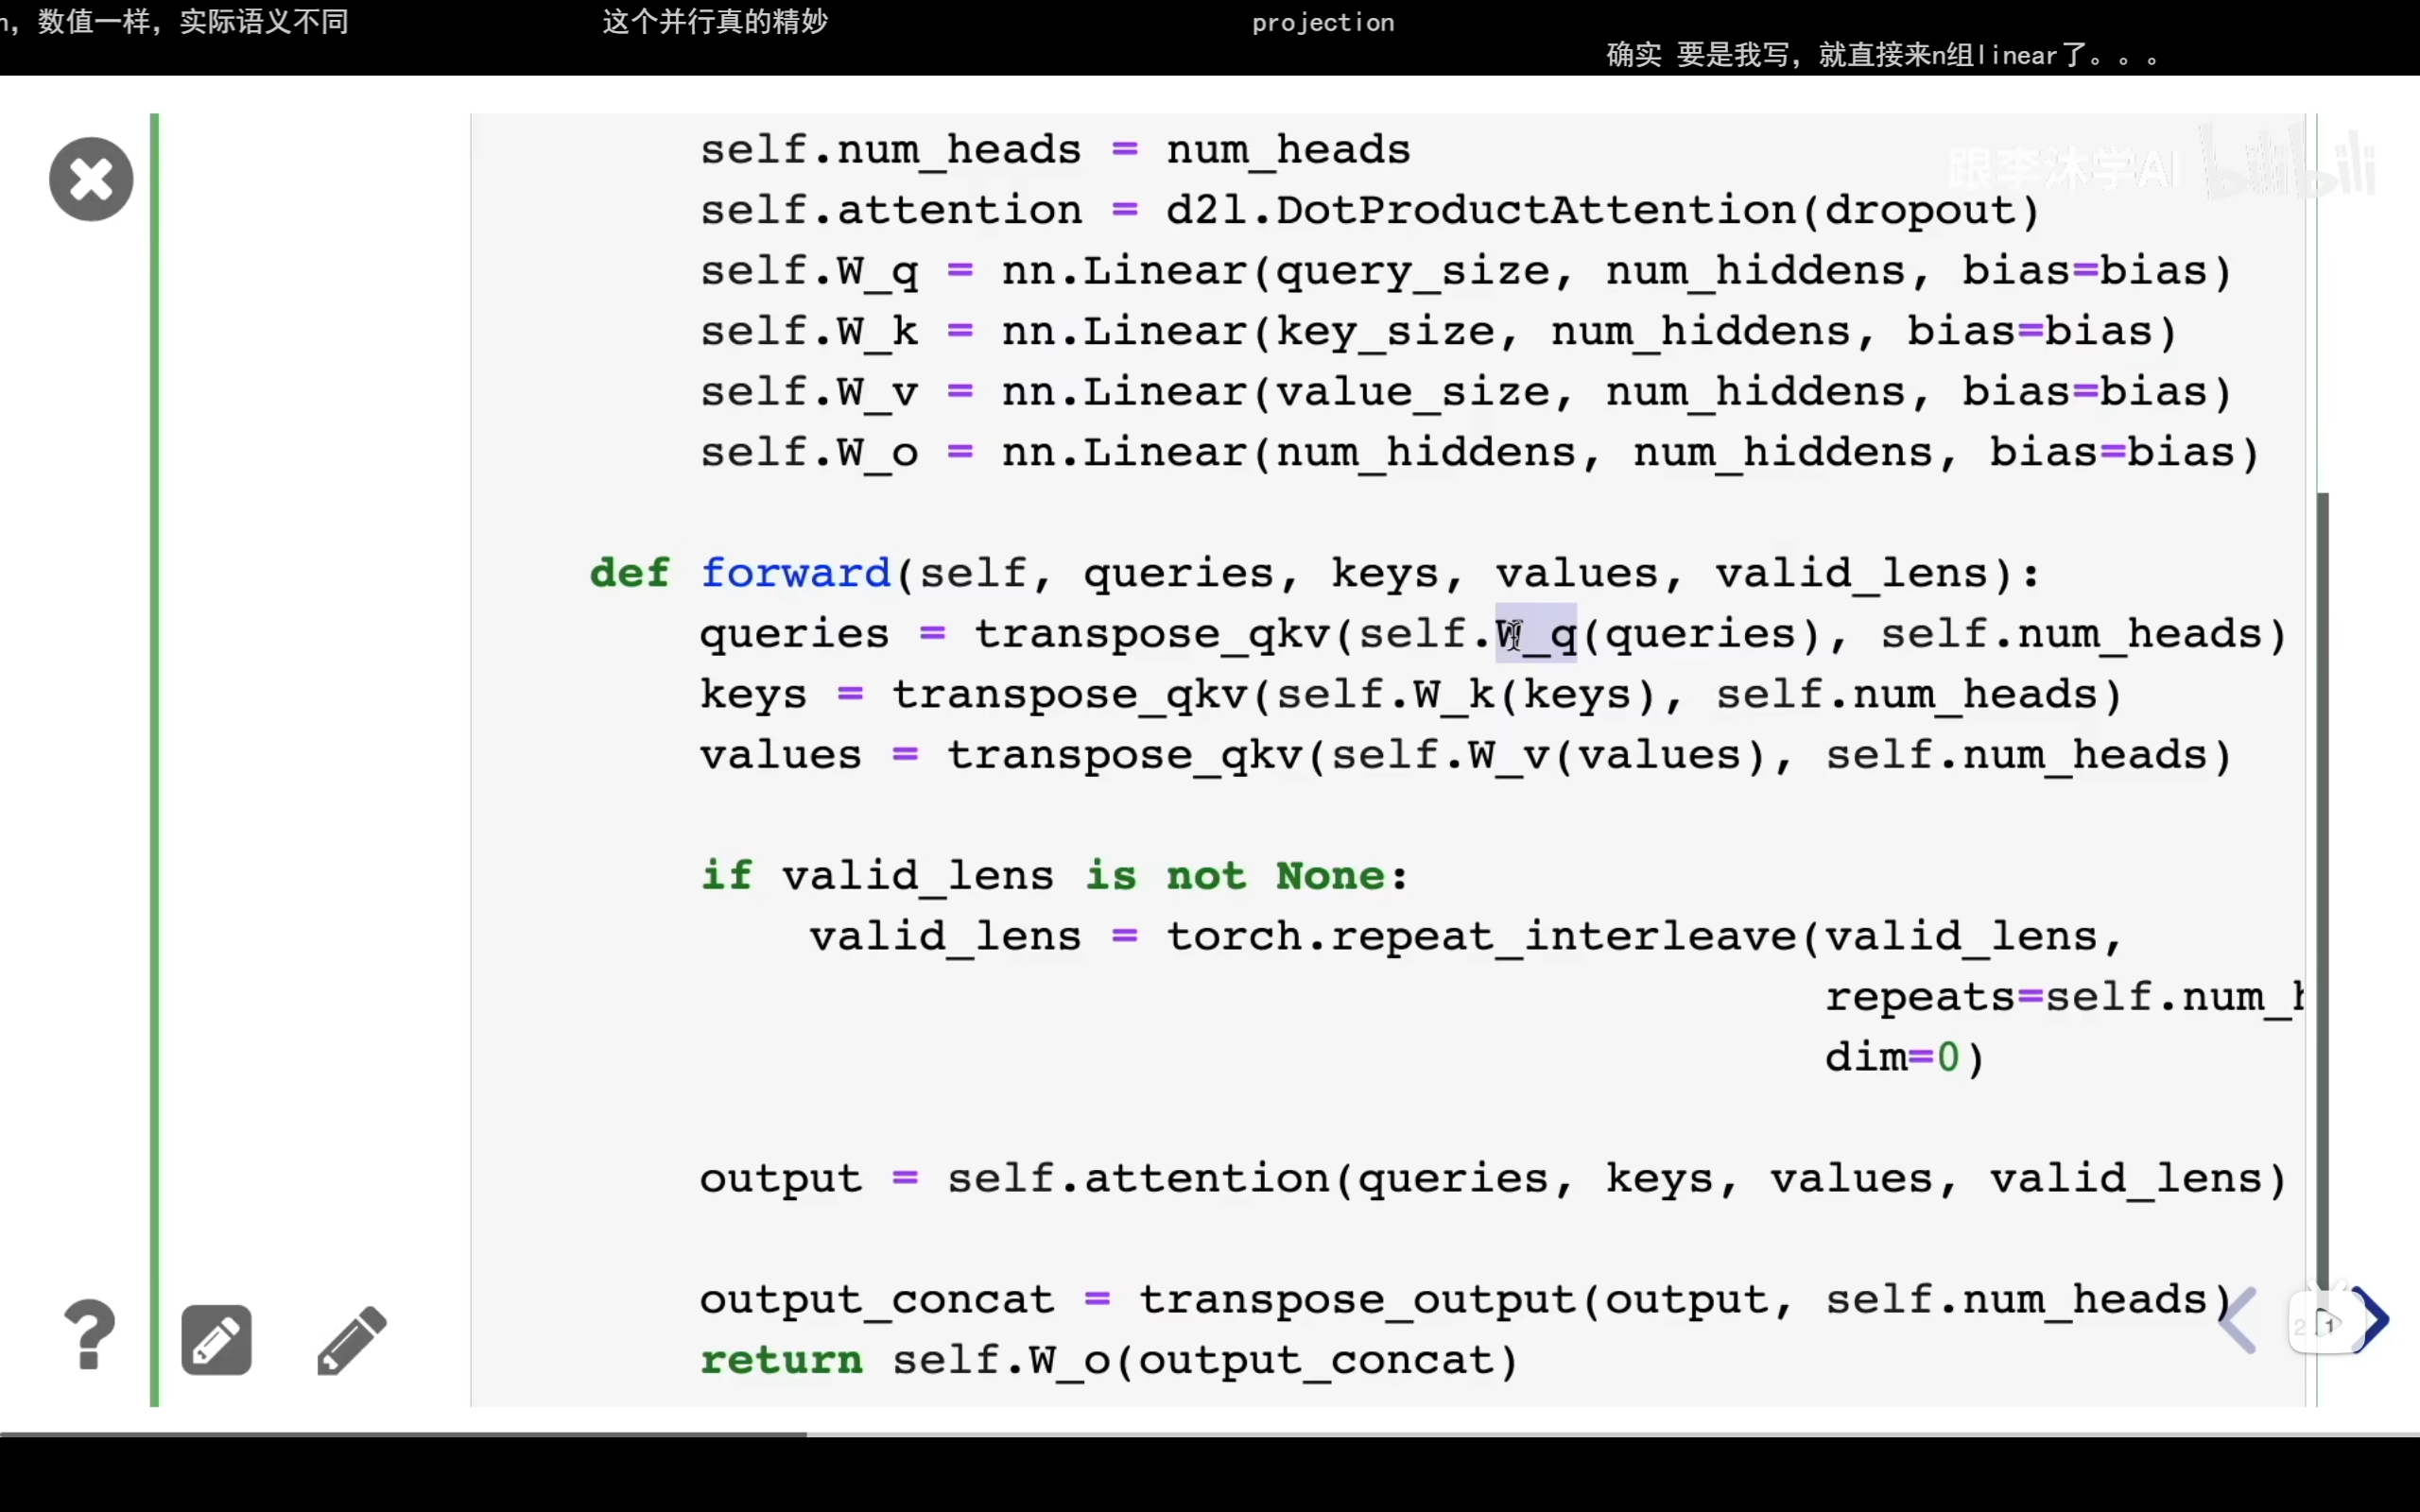 , 数值一样，实际语义不同
这个并行真的精妙
projection
确实 要是我写，就直接来n组linear了。。。
跟李沐学AI bilibili
self.num_heads = num_heads
self.attention = d2l.DotProductAttention(dropout)
self.W_q = nn.Linear(query_size, num_hiddens, bias=bias)
self.W_k = nn.Linear(key_size, num_hiddens, bias=bias)
self.W_v = nn.Linear(value_size, num_hiddens, bias=bias)
self.W_o = nn.Linear(num_hiddens, num_hiddens, bias=bias)
def forward(self, queries, keys, values, valid_lens):
queries = transpose_qkv(self.W_q(queries), self.num_heads)
keys = transpose_qkv(self.W_k(keys), self.num_heads)
values = transpose_qkv(self.W_v(values), self.num_heads)
if valid_lens is not None:
valid_lens = torch.repeat_interleave(valid_lens,
repeats=self.num_h
dim=0)
output = self.attention(queries, keys, values, valid_lens)
output_concat = transpose_output(output, self.num_heads)
return self.W_o(output_concat)